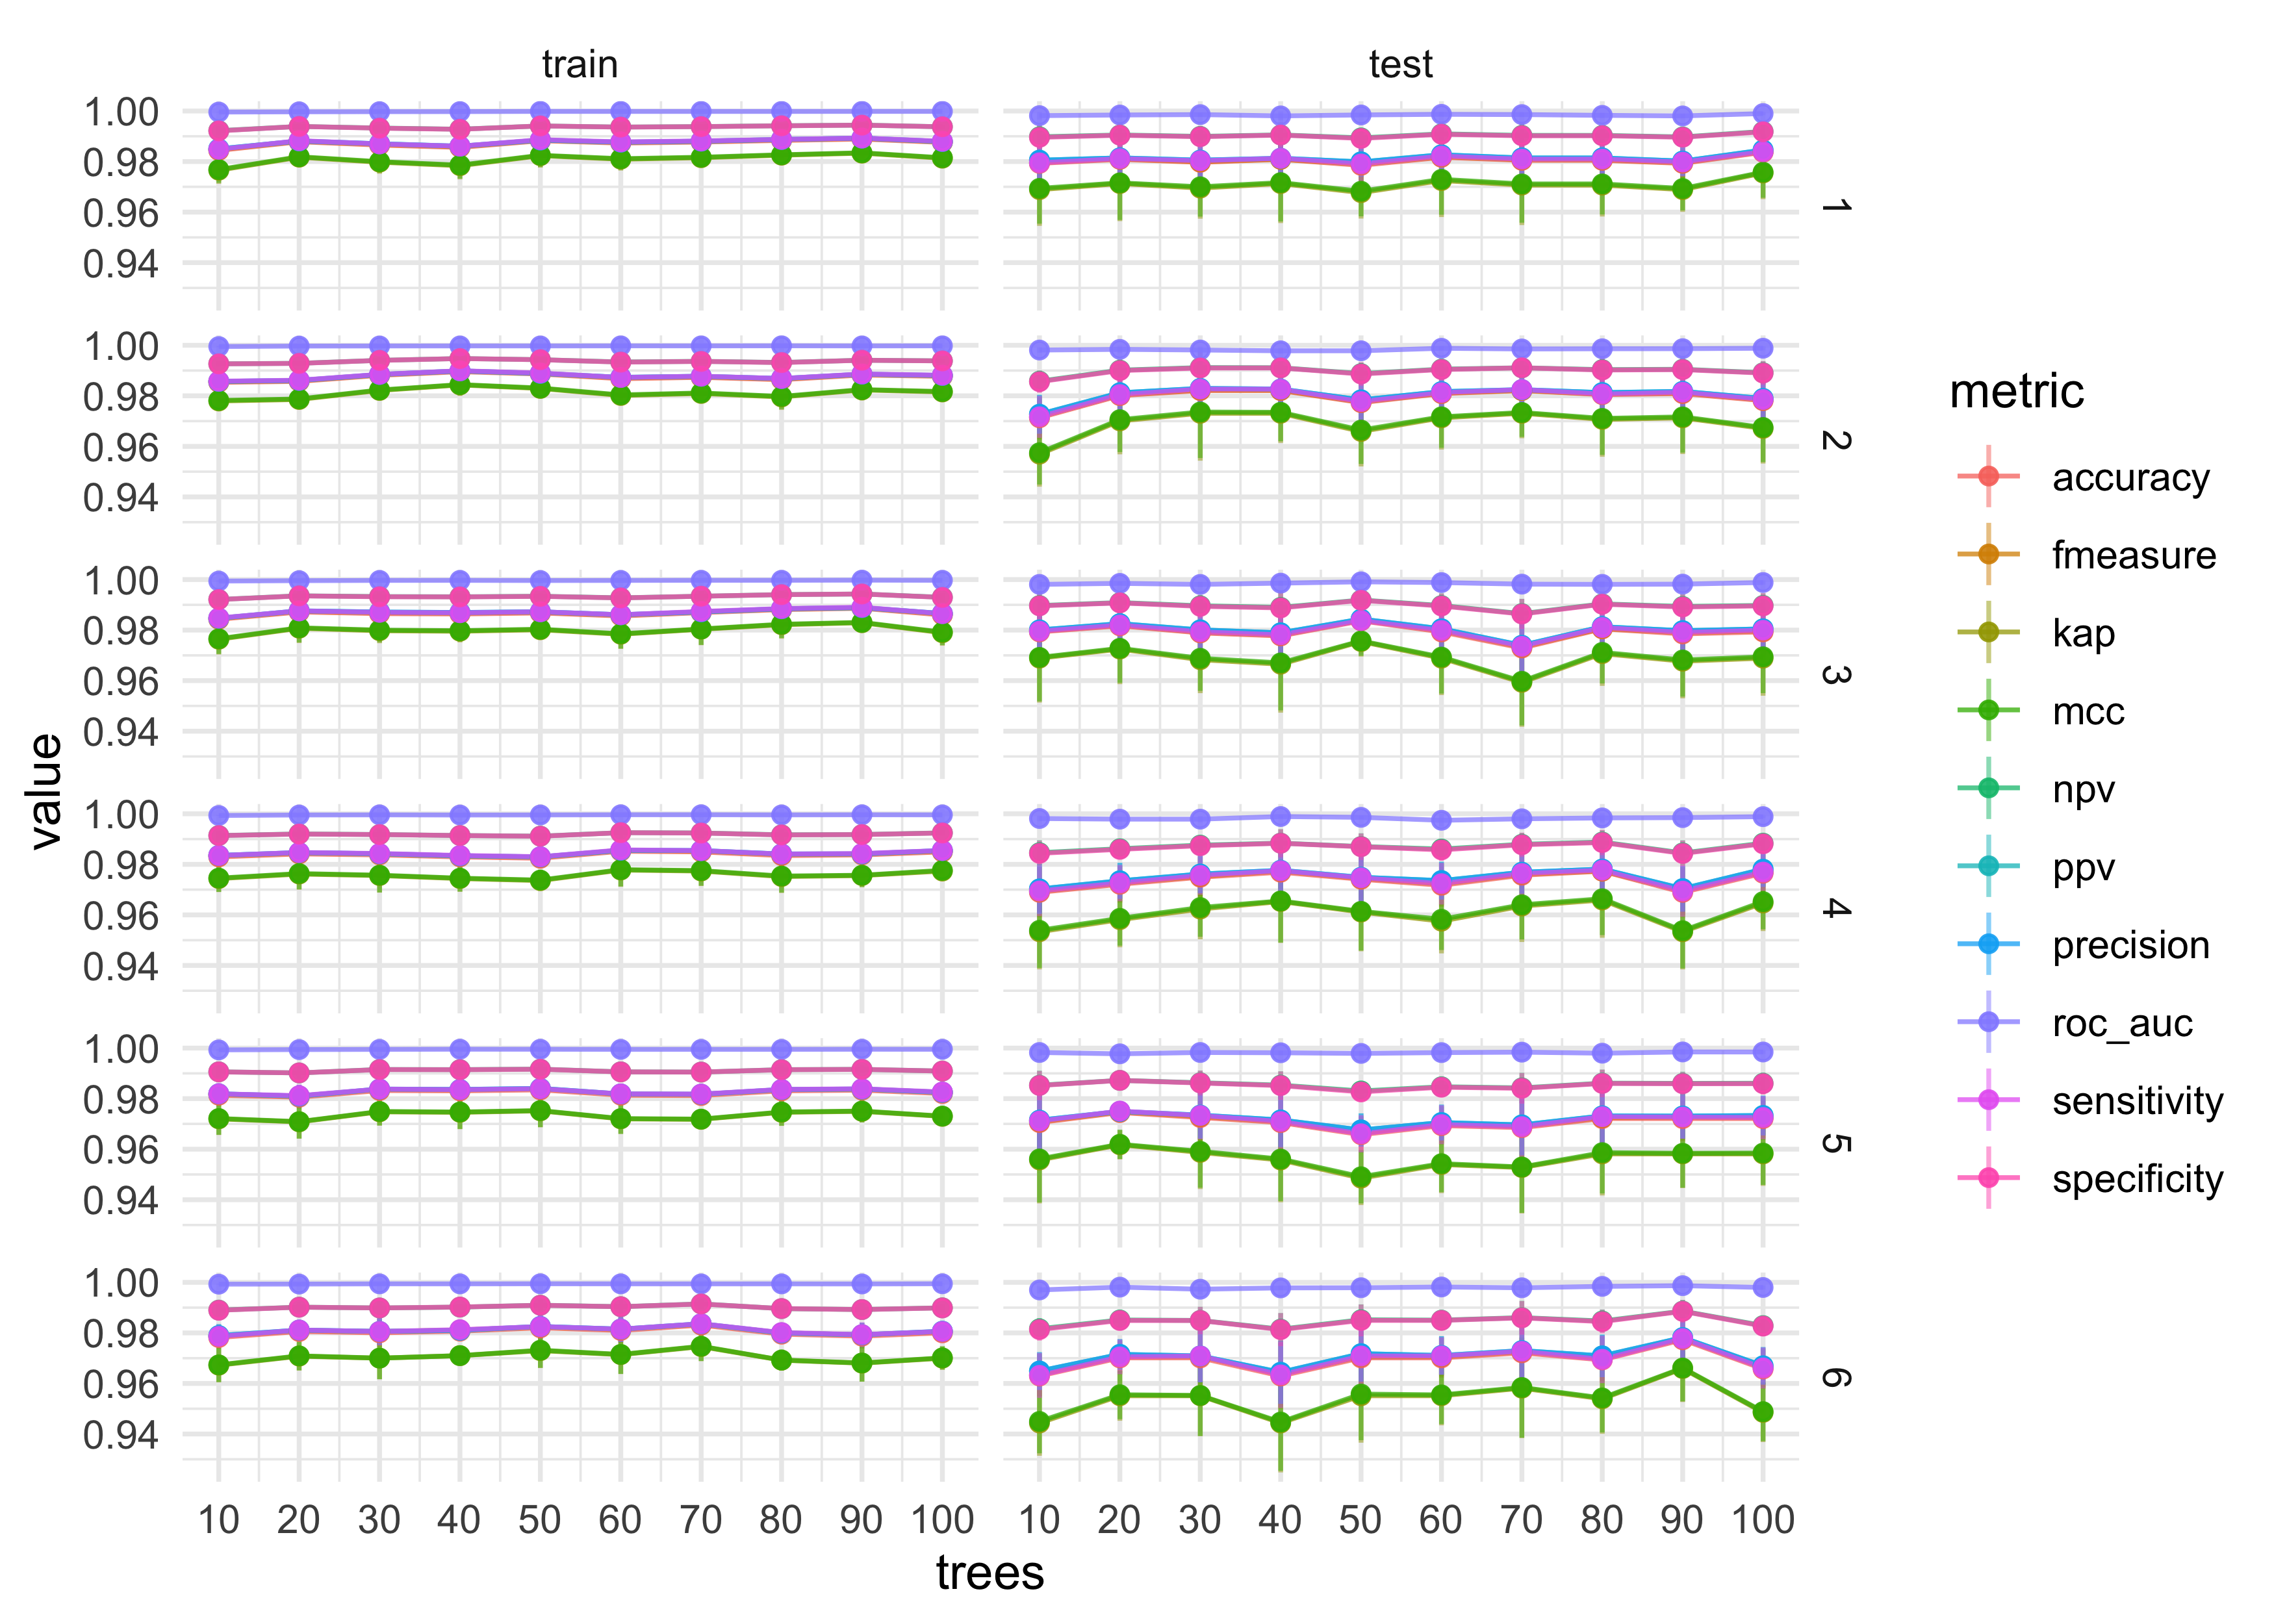 train
test
1.00
0.98
0.96
0.94
1
1.00
0.98
0.96
0.94
2
1.00
0.98
0.96
0.94
3
1.00
0.98
0.96
0.94
4
1.00
0.98
0.96
0.94
5
1.00
0.98
0.96
0.94
6
value
10 20 30 40 50 60 70 80 90 100
10 20 30 40 50 60 70 80 90 100
trees
metric
accuracy
fmeasure
kap
mcc
npv
ppv
precision
roc_auc
sensitivity
specificity